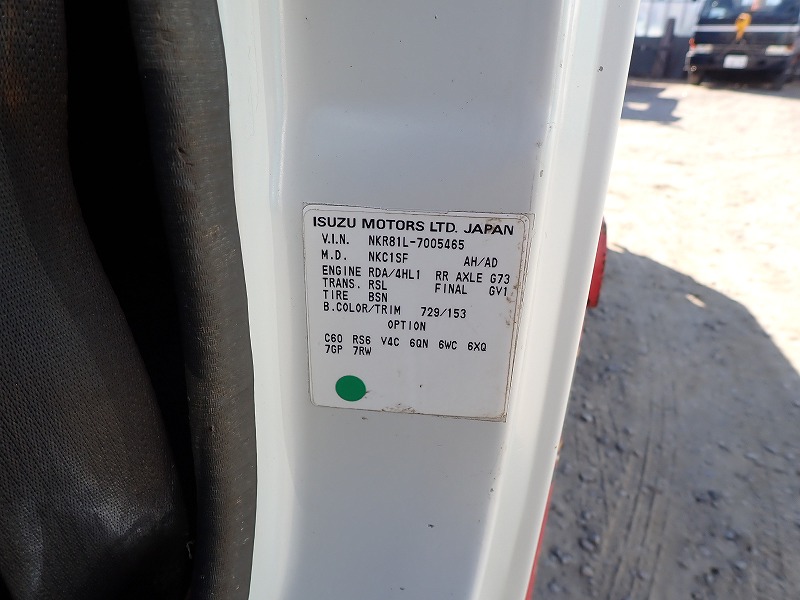 ISUZU MOTORS LTD. JAPAN
V.I.N. NKR81L-7005465
M.D. NKC1SF AH/AD
ENGINE RDA/4HL1 RR AXLE G73
TRANS. RSL FINAL GV1
TIRE BSN
B.COLOR/TRIM 729/153
OPTION
C60 RS6 V4C 6QN 6WC 6XQ
7GP 7RW